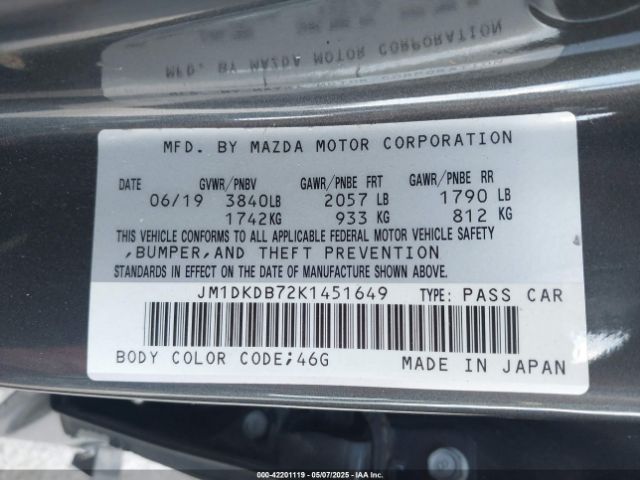 MFD. BY MAZDA MOTOR CORPORATION
MFD. BY MAZDA MOTOR CORPORATION
DATE GVWR/PNBV GAWR/PNBE FRT GAWR/PNBE RR
06/19 3840LB 2057 LB 1790 LB
1742KG 933 KG 812 KG
THIS VEHICLE CONFORMS TO ALL APPLICABLE FEDERAL MOTOR VEHICLE SAFETY
,BUMPER,AND THEFT PREVENTION
STANDARDS IN EFFECT ON THE DATE OF MANUFACTURE SHOWN ABOVE.
JM1DKDB72K1451649 TYPE: PASS CAR
BODY COLOR CODE;46G MADE IN JAPAN
000-42201119 - 05/07/2025 - IAAI.COM